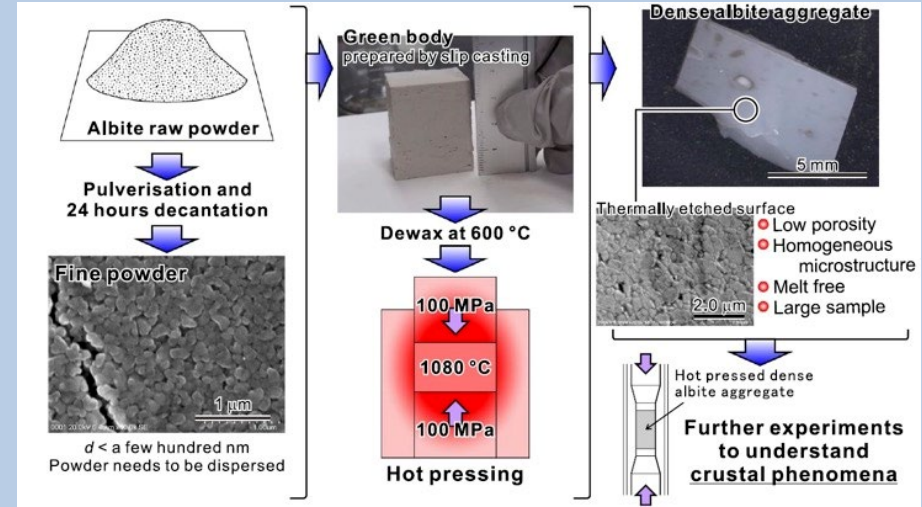 Albite raw powder
Pulverisation and
24 hours decantation
Fine powder
1 μm
d < a few hundred nm
Powder needs to be dispersed
Green body
prepared by slip casting
Dewax at 600 °C
100 MPa
1080 °C
100 MPa
Hot pressing
Dense albite aggregate
5 mm
Thermally etched surface
2.0 μm
Low porosity
Homogeneous
microstructure
Melt free
Large sample
Hot pressed dense
albite aggregate
Further experiments
to understand
crustal phenomena